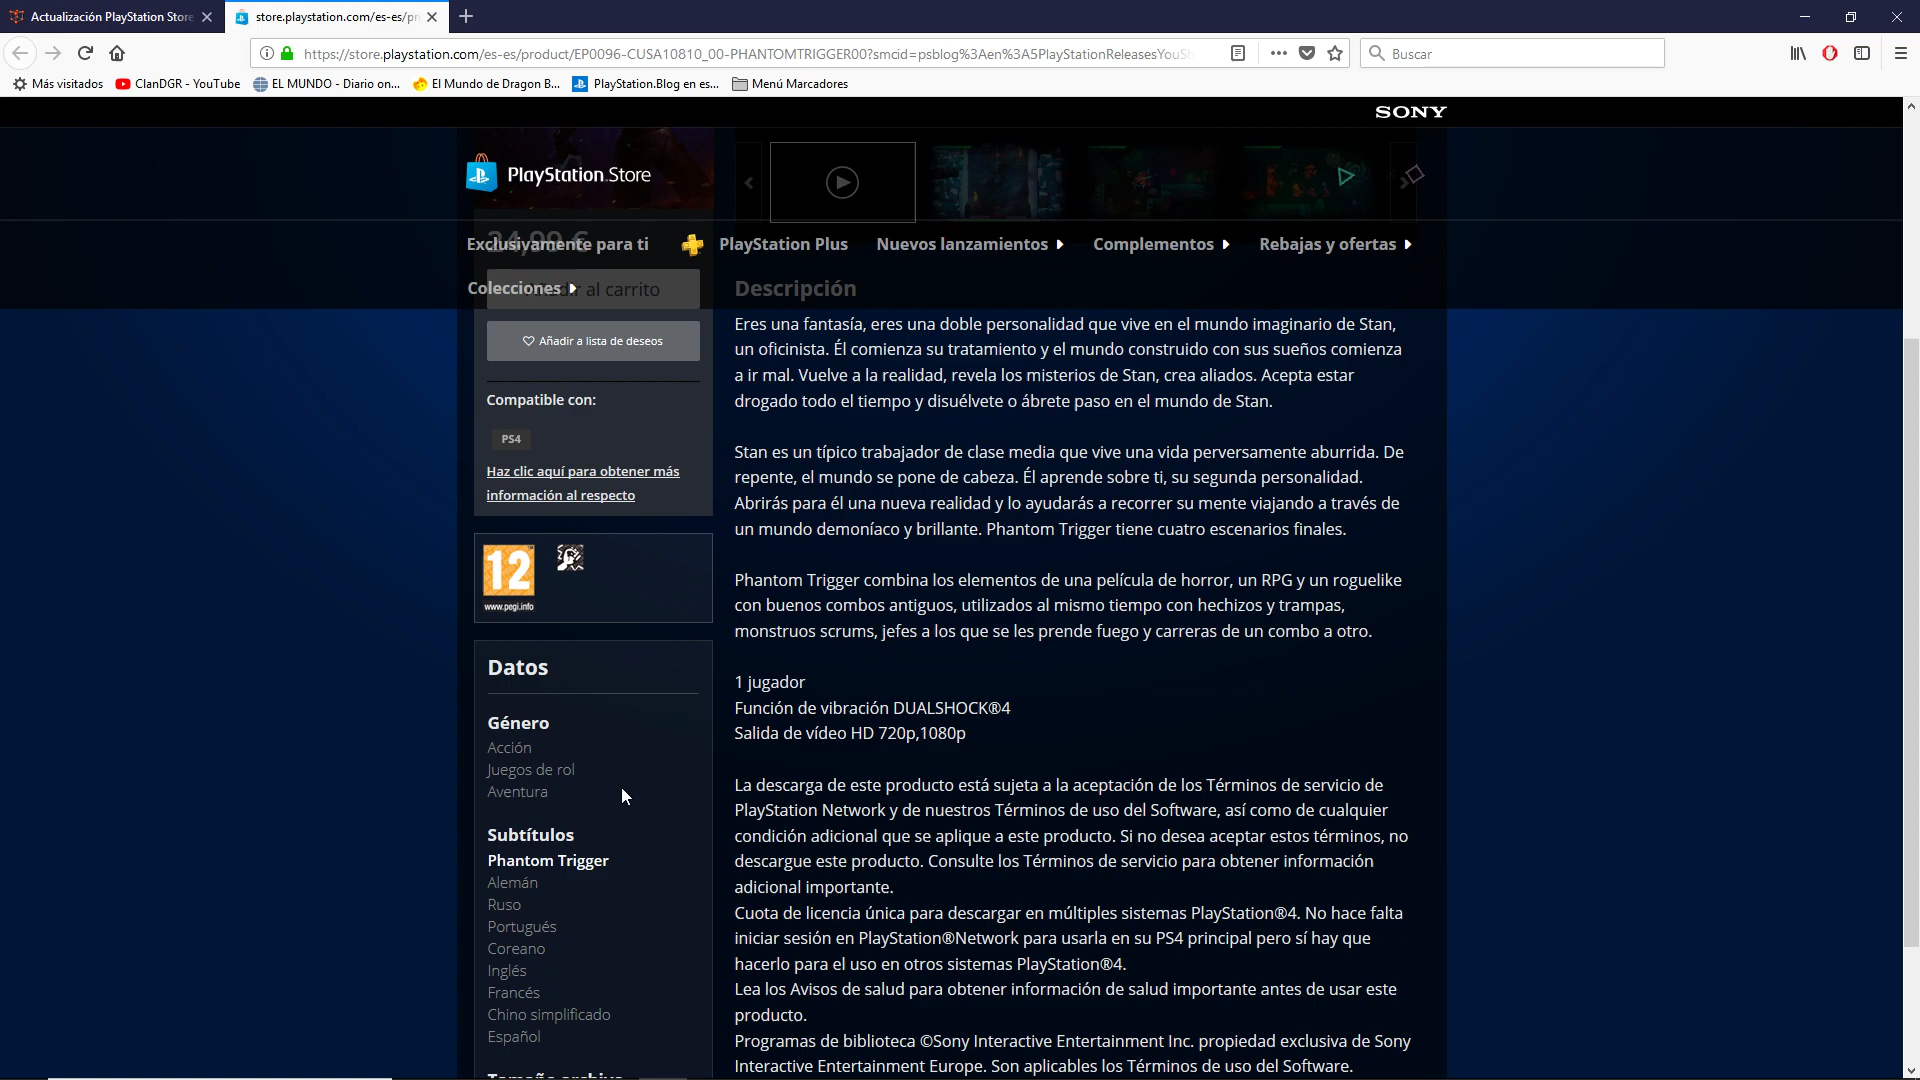 Actualización PlayStation Store
store.playstation.com/es-es/pr
https://store.playstation.com/es-es/product/EP0096-CUSA10810_00-PHANTOMTRIGGER00?smcid=psblog%3Aen%3A5PlayStationReleasesYouSh
Buscar
Más visitados
ClanDGR - YouTube
EL MUNDO - Diario on...
El Mundo de Dragon B...
PlayStation.Blog en es...
Menú Marcadores
SONY
PlayStation Store
24,99 €
Exclusivamente para ti
PlayStation Plus
Nuevos lanzamientos
Complementos
Rebajas y ofertas
Colecciones
al carrito
Añadir a lista de deseos
Compatible con:
PS4
Haz clic aquí para obtener más
información al respecto
12
www.pegi.info
Datos
Género
Acción
Juegos de rol
Aventura
Subtítulos
Phantom Trigger
Alemán
Ruso
Portugués
Coreano
Inglés
Francés
Chino simplificado
Español
Descripción
Eres una fantasía, eres una doble personalidad que vive en el mundo imaginario de Stan,
un oficinista. Él comienza su tratamiento y el mundo construido con sus sueños comienza
a ir mal. Vuelve a la realidad, revela los misterios de Stan, crea aliados. Acepta estar
drogado todo el tiempo y disuélvete o ábrete paso en el mundo de Stan.
Stan es un típico trabajador de clase media que vive una vida perversamente aburrida. De
repente, el mundo se pone de cabeza. Él aprende sobre ti, su segunda personalidad.
Abrirás para él una nueva realidad y lo ayudarás a recorrer su mente viajando a través de
un mundo demoníaco y brillante. Phantom Trigger tiene cuatro escenarios finales.
Phantom Trigger combina los elementos de una película de horror, un RPG y un roguelike
con buenos combos antiguos, utilizados al mismo tiempo con hechizos y trampas,
monstruos scrums, jefes a los que se les prende fuego y carreras de un combo a otro.
1 jugador
Función de vibración DUALSHOCK®4
Salida de vídeo HD 720p,1080p
La descarga de este producto está sujeta a la aceptación de los Términos de servicio de
PlayStation Network y de nuestros Términos de uso del Software, así como de cualquier
condición adicional que se aplique a este producto. Si no desea aceptar estos términos, no
descargue este producto. Consulte los Términos de servicio para obtener información
adicional importante.
Cuota de licencia única para descargar en múltiples sistemas PlayStation®4. No hace falta
iniciar sesión en PlayStation®Network para usarla en su PS4 principal pero sí hay que
hacerlo para el uso en otros sistemas PlayStation®4.
Lea los Avisos de salud para obtener información de salud importante antes de usar este
producto.
Programas de biblioteca ©Sony Interactive Entertainment Inc. propiedad exclusiva de Sony
Interactive Entertainment Europe. Son aplicables los Términos de uso del Software.